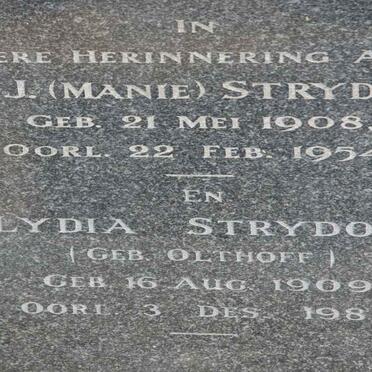 IN
ERE HERINNERING A
J. (MANIE) STRYD
GEB. 21 MEI 1908,
OORL. 22 FEB. 1954
EN
LYDIA STRYDO
(GEB. OLTHOFF)
GEB 16 AUG. 1909
OORL 3 DES. 198